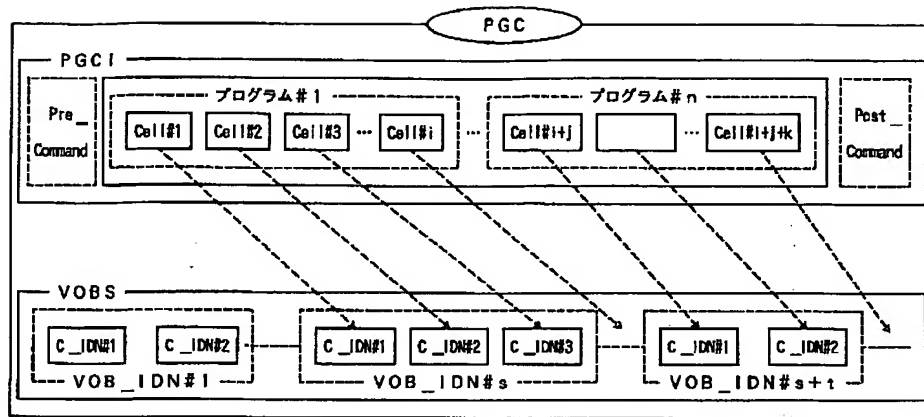 PGC
PGCI
プログラム#1
プログラム#n
Pre_
Command
Cell#1
Cell#2
Cell#3
…
Cell#i
…
Cell#i+j
…
Cell#i+j+k
Post_
Command
VOBS
C_IDN#1
C_IDN#2
C_IDN#1
C_IDN#2
C_IDN#3
C_IDN#1
C_IDN#2
VOB_IDN#1
VOB_IDN#s
VOB_IDN#s+t